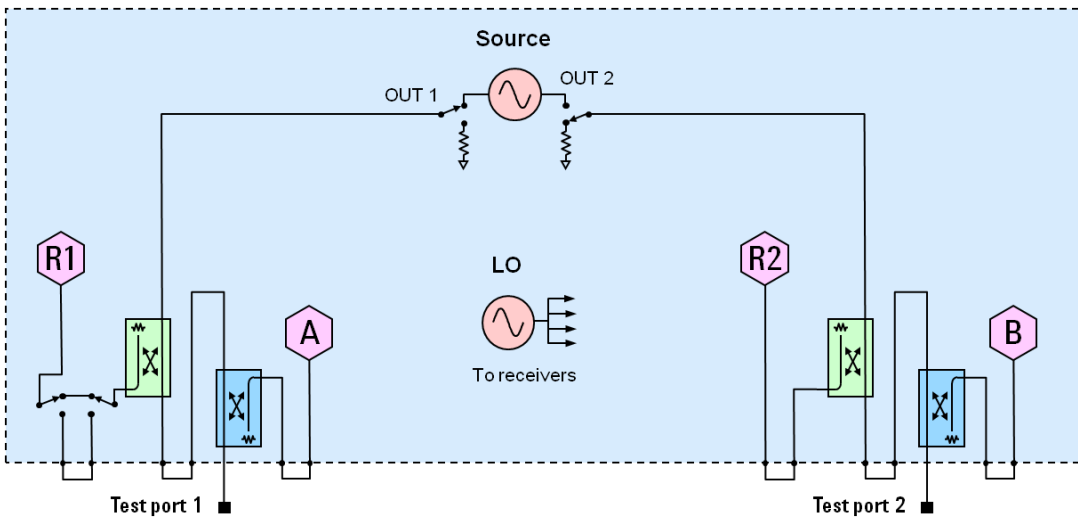 Source
OUT 1
OUT 2
R1
R2
LO
A
B
To receivers
Test port 1
Test port 2